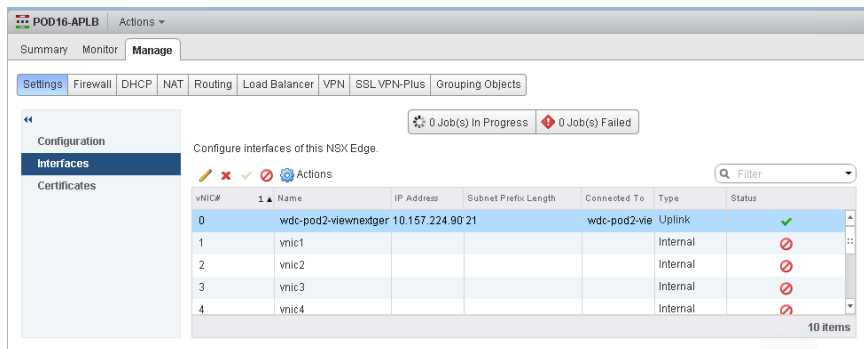 POD16-APLB Actions
Summary Monitor Manage
Settings Firewall DHCP NAT Routing Load Balancer VPN SSL VPN-Plus Grouping Objects
0 Job(s) In Progress 0 Job(s) Failed
Configuration
Interfaces
Certificates
Configure interfaces of this NSX Edge.
Actions Filter
vNIC# 1 Name IP Address Subnet Prefix Length Connected To Type Status
0 wdc-pod2-viewnextger 10.157.224.90 21 wdc-pod2-vie Uplink
1 vnic1 Internal
2 vnic2 Internal
3 vnic3 Internal
4 vnic4 Internal
10 items